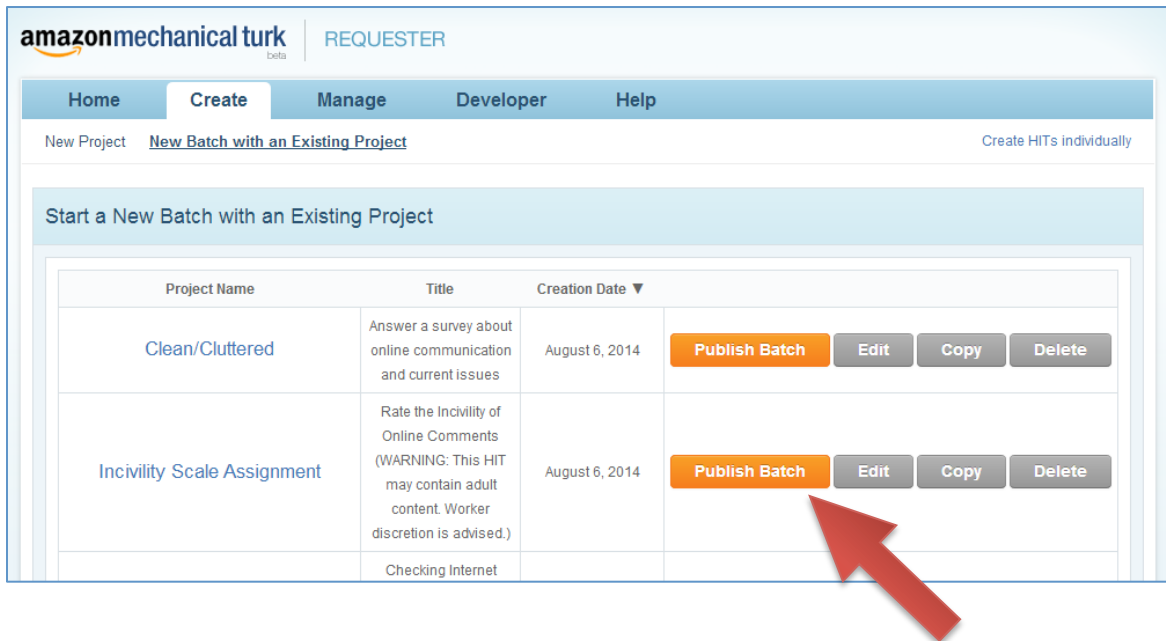 amazonmechanical turk
beta
REQUESTER
Home Create Manage Developer Help
New Project New Batch with an Existing Project Create HITs individually
Start a New Batch with an Existing Project
Project Name Title Creation Date ▼
Clean/Cluttered
Answer a survey about
online communication
and current issues
August 6, 2014
Publish Batch Edit Copy Delete
Incivility Scale Assignment
Rate the Incivility of
Online Comments
(WARNING: This HIT
may contain adult
content. Worker
discretion is advised.)
August 6, 2014
Publish Batch Edit Copy Delete
Checking Internet